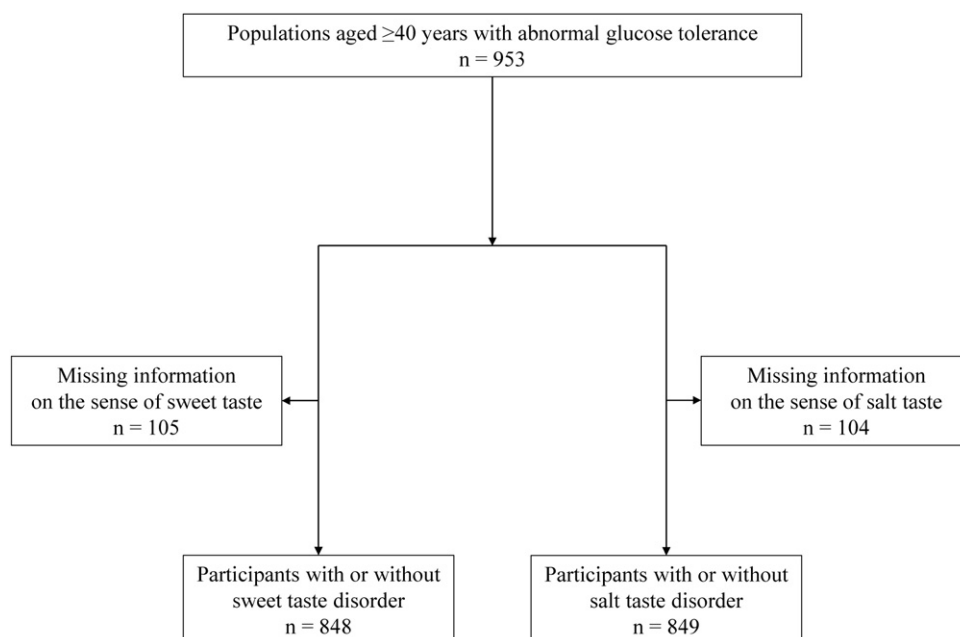 Populations aged ≥40 years with abnormal glucose tolerance
n = 953
Missing information
on the sense of sweet taste
n = 105
Missing information
on the sense of salt taste
n = 104
Participants with or without
sweet taste disorder
n = 848
Participants with or without
salt taste disorder
n = 849